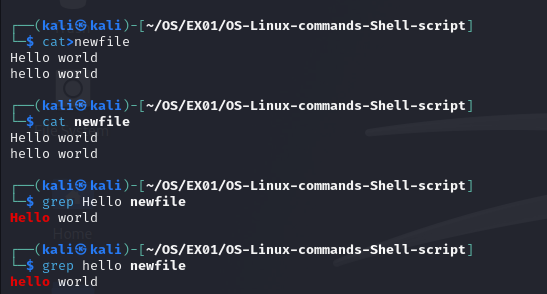 ┌──(kali㉿kali)-[~/OS/EX01/OS-Linux-commands-Shell-script]
└─$ cat>newfile
Hello world
hello world
┌──(kali㉿kali)-[~/OS/EX01/OS-Linux-commands-Shell-script]
└─$ cat newfile
Hello world
hello world
┌──(kali㉿kali)-[~/OS/EX01/OS-Linux-commands-Shell-script]
└─$ grep Hello newfile
Hello world
Home
┌──(kali㉿kali)-[~/OS/EX01/OS-Linux-commands-Shell-script]
└─$ grep hello newfile
hello world